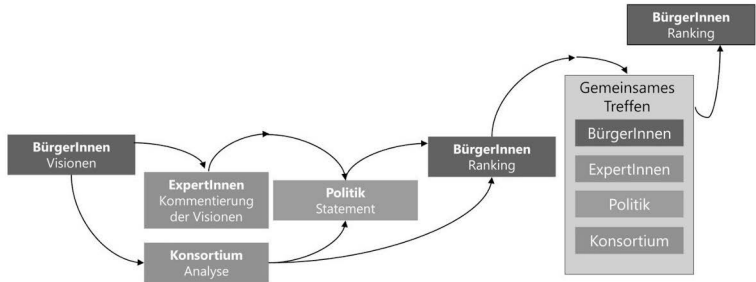 BürgerInnen
Visionen
ExpertInnen
Kommentierung
der Visionen
Konsortium
Analyse
Politik
Statement
BürgerInnen
Ranking
Gemeinsames
Treffen
BürgerInnen
ExpertInnen
Politik
Konsortium
BürgerInnen
Ranking